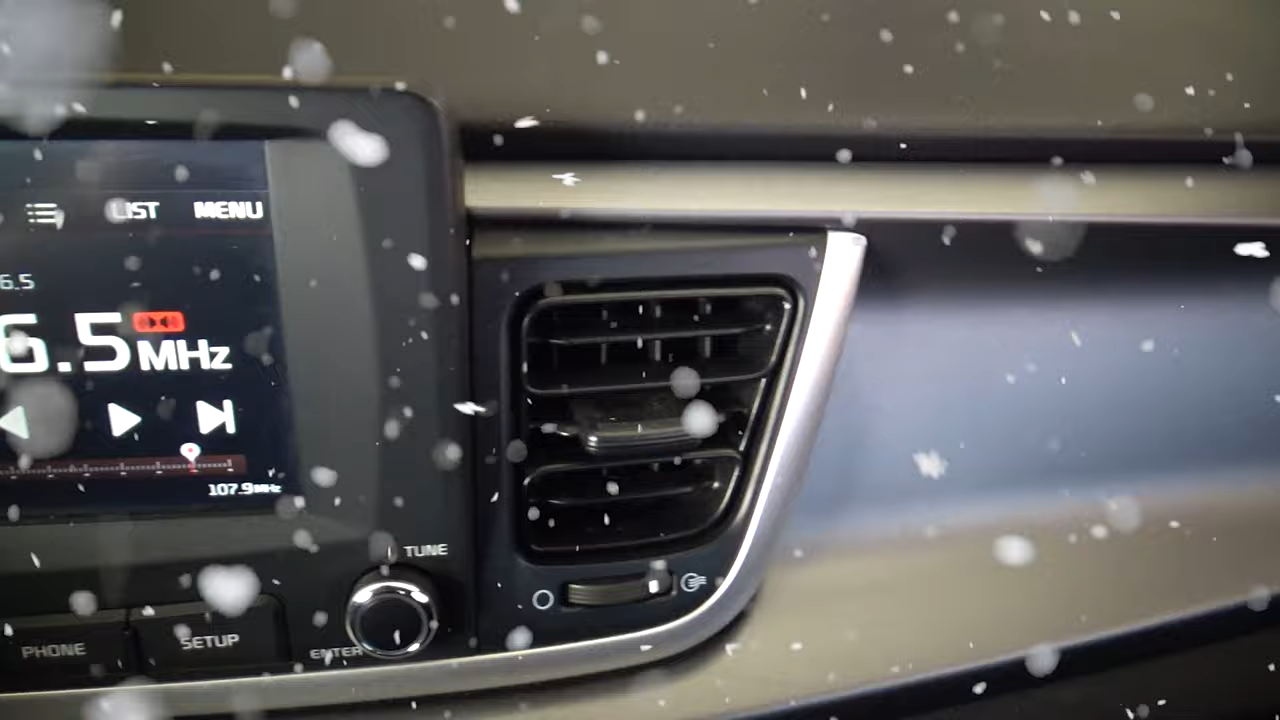 LIST MENU
6.5
6.5 MHz
107.9MHz
TUNE
PHONE SETUP
ENTER